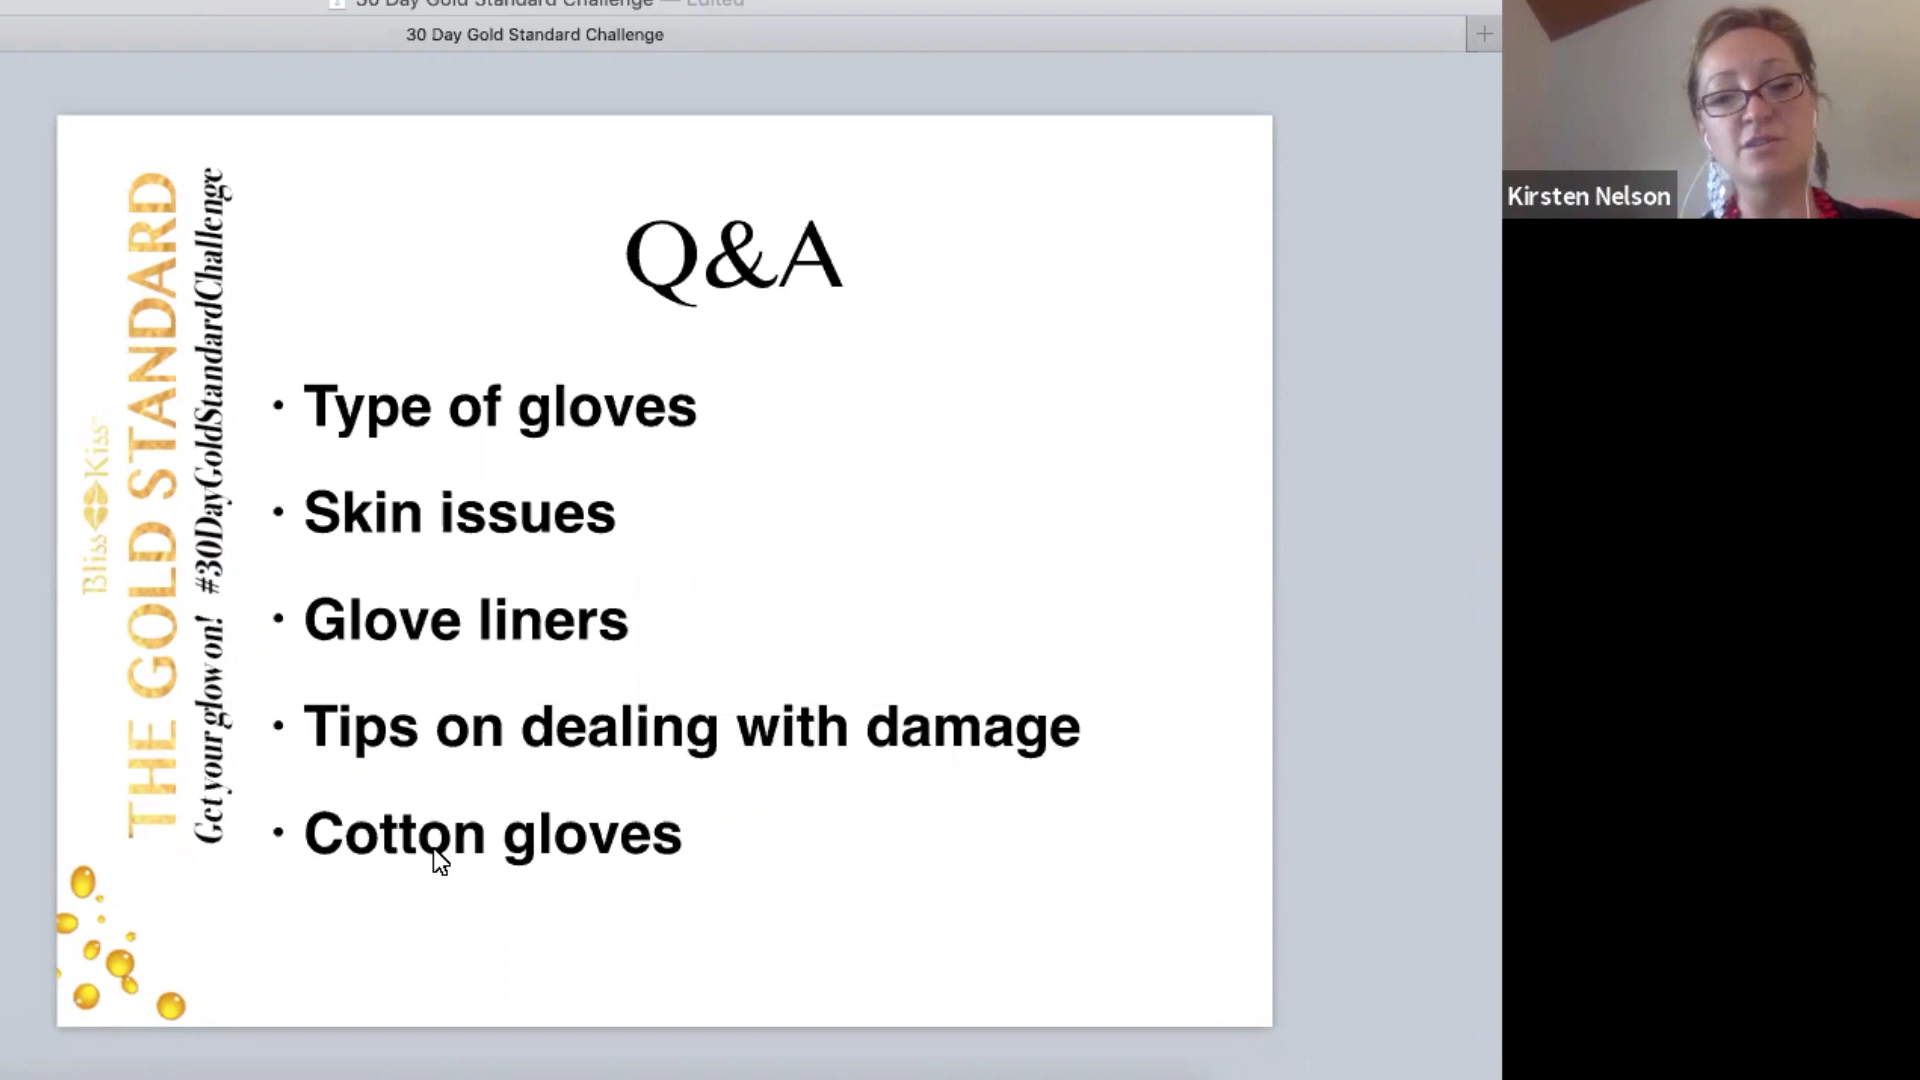 30 Day Gold Standard Challenge — Edited
30 Day Gold Standard Challenge
Kirsten Nelson
Bliss Kiss™
THE GOLD STANDARD
Get your glow on! #30DayGoldStandardChallenge
Q&A
· Type of gloves
· Skin issues
· Glove liners
· Tips on dealing with damage
· Cotton gloves